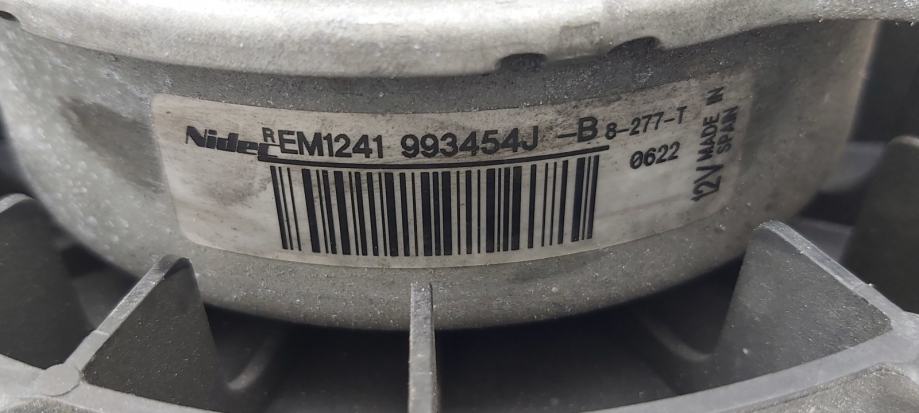 Nidec R EM1241 993454J -B 8-277-T
0622
12V MADE IN
SPAIN